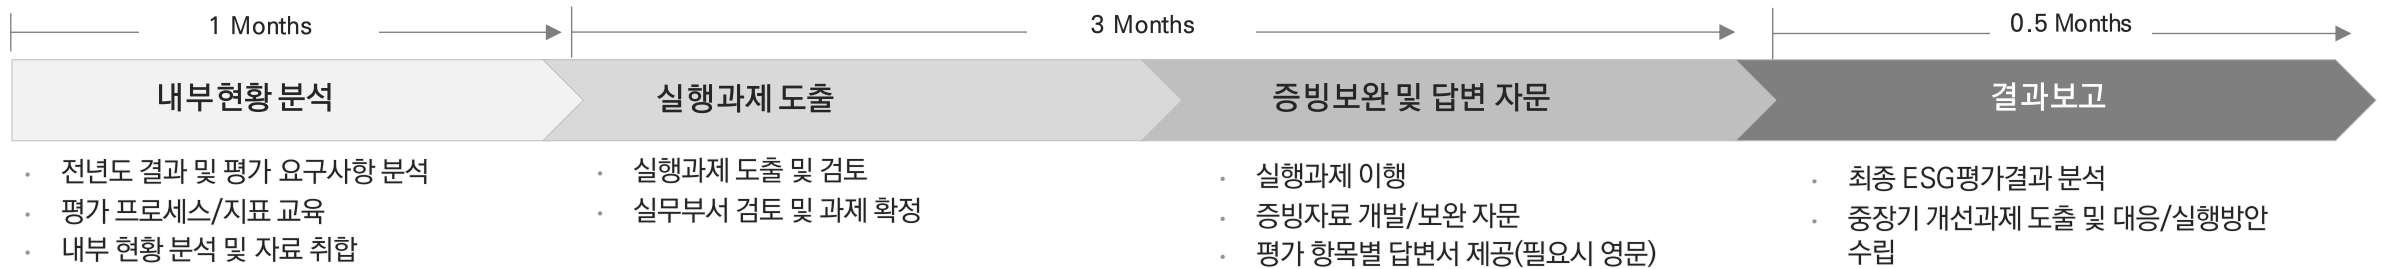 1 Months
3 Months
0.5 Months
내부현황 분석
실행과제 도출
증빙보완 및 답변 자문
결과보고
· 전년도 결과 및 평가 요구사항 분석
· 평가 프로세스/지표 교육
· 내부 현황 분석 및 자료 취합
· 실행과제 도출 및 검토
· 실무부서 검토 및 과제 확정
· 실행과제 이행
· 증빙자료 개발/보완 자문
· 평가 항목별 답변서 제공(필요시 영문)
· 최종 ESG평가결과 분석
· 중장기 개선과제 도출 및 대응/실행방안
수립